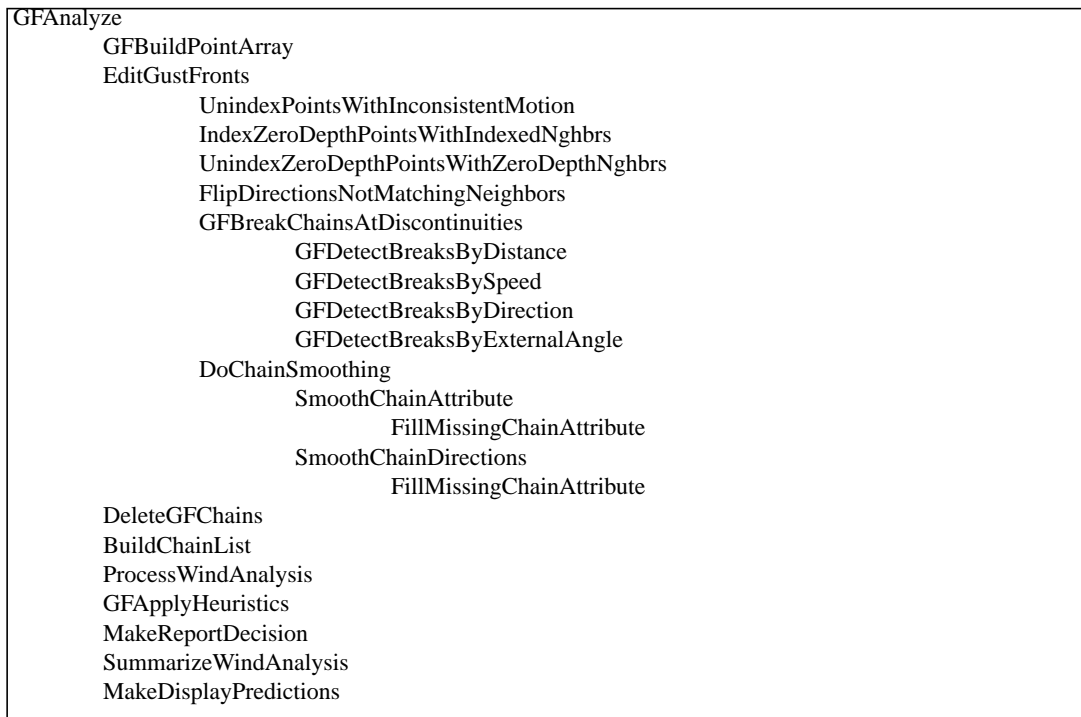 GFAnalyze
GFBuildPointArray
EditGustFronts
UnindexPointsWithInconsistentMotion
IndexZeroDepthPointsWithIndexedNghbrs
UnindexZeroDepthPointsWithZeroDepthNghbrs
FlipDirectionsNotMatchingNeighbors
GFBreakChainsAtDiscontinuities
GFDetectBreaksByDistance
GFDetectBreaksBySpeed
GFDetectBreaksByDirection
GFDetectBreaksByExternalAngle
DoChainSmoothing
SmoothChainAttribute
FillMissingChainAttribute
SmoothChainDirections
FillMissingChainAttribute
DeleteGFChains
BuildChainList
ProcessWindAnalysis
GFApplyHeuristics
MakeReportDecision
SummarizeWindAnalysis
MakeDisplayPredictions